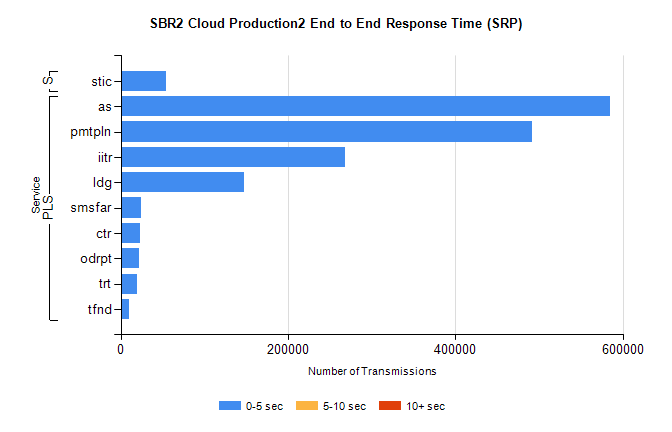 SBR2 Cloud Production2 End to End Response Time (SRP)
Service
S
PLS
stic
as
pmtpln
iitr
ldg
smsfar
ctr
odrpt
trt
tfnd
0 200000 400000 600000
Number of Transmissions
0-5 sec 5-10 sec 10+ sec